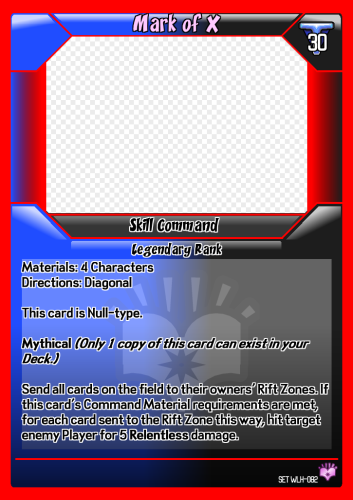 Mark of X
30
Skill Command
Legendary Rank
Materials: 4 Characters
Directions: Diagonal
This card is Null-type.
Mythical (Only 1 copy of this card can exist in your
Deck.)
Send all cards on the field to their owners' Rift Zones. If
this card's Command Material requirements are met,
for each card sent to the Rift Zone this way, hit target
enemy Player for 5 Relentless damage.
SET WLH-082